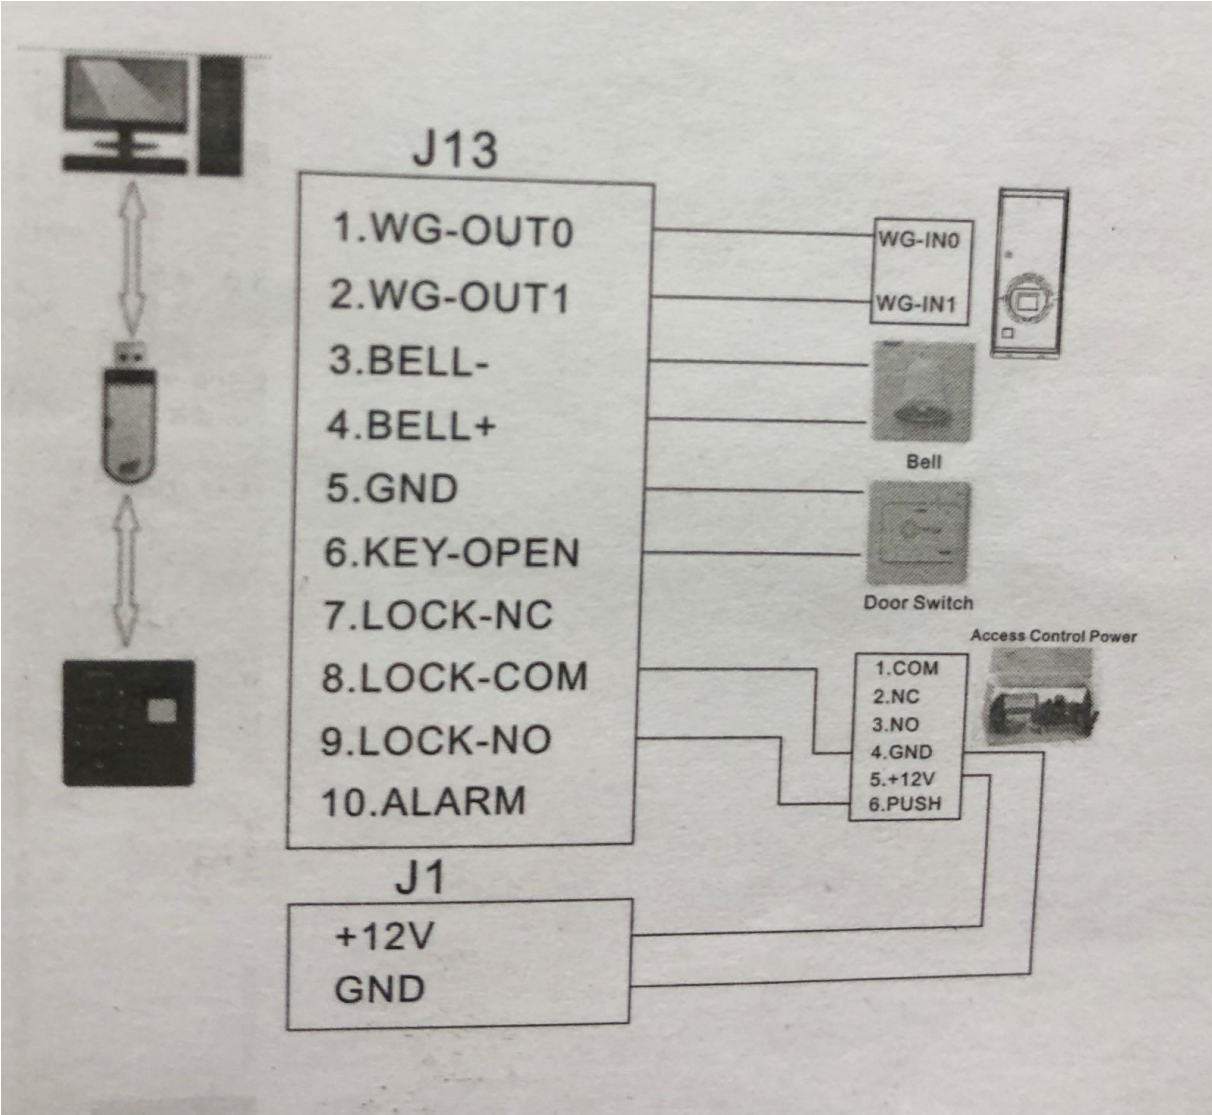 J13
1.WG-OUT0
2.WG-OUT1
3.BELL-
4.BELL+
5.GND
6.KEY-OPEN
7.LOCK-NC
8.LOCK-COM
9.LOCK-NO
10.ALARM
J1
+12V
GND
WG-IN0
WG-IN1
Bell
Door Switch
Access Control Power
1.COM
2.NC
3.NO
4.GND
5.+12V
6.PUSH